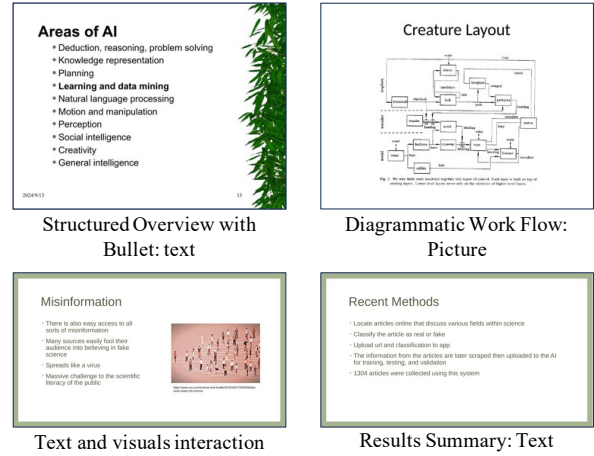 Areas of AI
Deduction, reasoning, problem solving
Knowledge representation
Planning
Learning and data mining
Natural language processing
Motion and manipulation
Perception
Social intelligence
Creativity
General intelligence
2024/9/13
11
Structured Overview with
Bullet: text
Creature Layout
Diagrammatic Work Flow:
Picture
Misinformation
There is also easy access to all
sorts of misinformation
Many sources easily fool their
audience into believing in fake
science
Spreads like a virus
Massive challenge to the scientific
literacy of the public
Text and visuals interaction
Recent Methods
Locate articles online that discuss various fields within science
Classify the article as real or fake
Upload url and classification to app
The information from the articles are later scraped then uploaded to the AI
for training, testing, and validation
1304 articles were collected using this system
Results Summary: Text